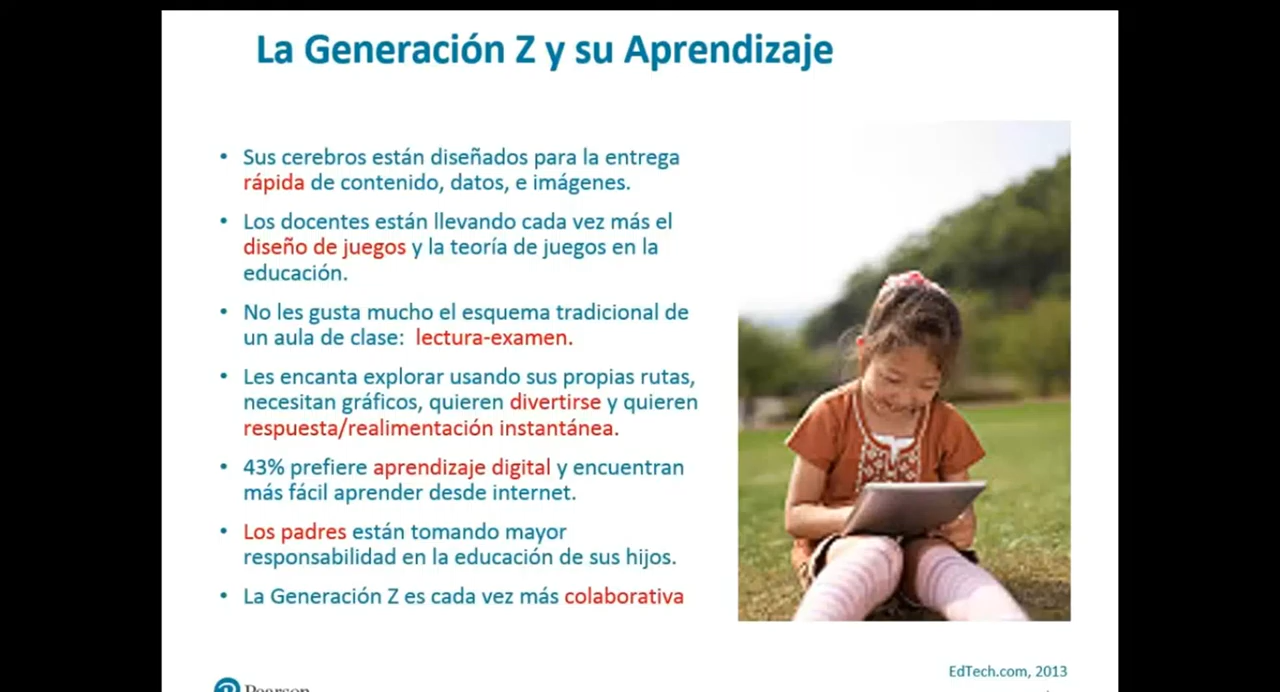 La Generación Z y su Aprendizaje
• Sus cerebros están diseñados para la entrega
rápida de contenido, datos, e imágenes.
• Los docentes están llevando cada vez más el
diseño de juegos y la teoría de juegos en la
educación.
• No les gusta mucho el esquema tradicional de
un aula de clase: lectura-examen.
• Les encanta explorar usando sus propias rutas,
necesitan gráficos, quieren divertirse y quieren
respuesta/realimentación instantánea.
• 43% prefiere aprendizaje digital y encuentran
más fácil aprender desde internet.
• Los padres están tomando mayor
responsabilidad en la educación de sus hijos.
• La Generación Z es cada vez más colaborativa
EdTech.com, 2013
Pearson